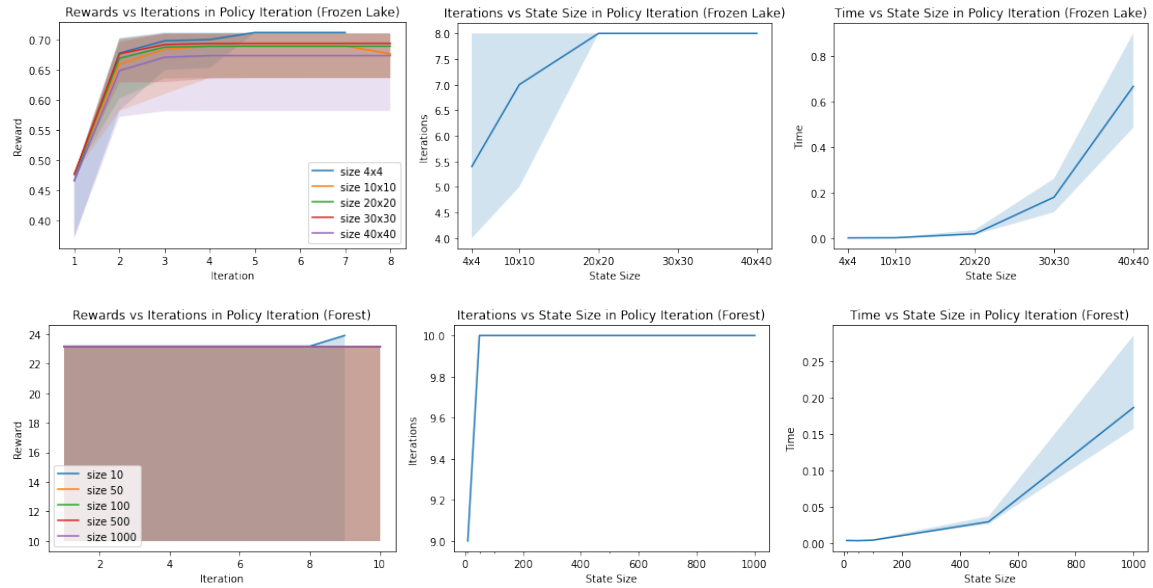 Rewards vs Iterations in Policy Iteration (Frozen Lake)
0.70
0.65
0.60
0.55
0.50
0.45
0.40
Reward
size 4x4
size 10x10
size 20x20
size 30x30
size 40x40
1 2 3 4 5 6 7 8
Iteration
Iterations vs State Size in Policy Iteration (Frozen Lake)
8.0
7.5
7.0
6.5
6.0
5.5
5.0
4.5
4.0
Iterations
4x4 10x10 20x20 30x30 40x40
State Size
Time vs State Size in Policy Iteration (Frozen Lake)
0.8
0.6
0.4
0.2
0.0
Time
4x4 10x10 20x20 30x30 40x40
State Size
Rewards vs Iterations in Policy Iteration (Forest)
24
22
20
18
16
14
12
10
Reward
size 10
size 50
size 100
size 500
size 1000
2 4 6 8 10
Iteration
Iterations vs State Size in Policy Iteration (Forest)
10.0
9.8
9.6
9.4
9.2
9.0
Iterations
0 200 400 600 800 1000
State Size
Time vs State Size in Policy Iteration (Forest)
0.25
0.20
0.15
0.10
0.05
0.00
Time
0 200 400 600 800 1000
State Size